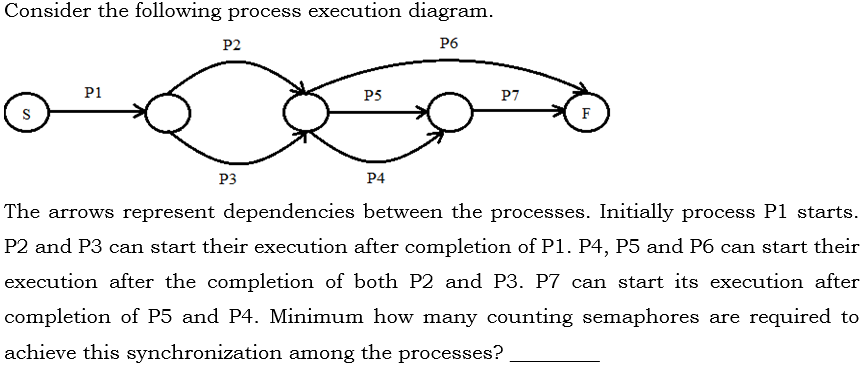 Consider the following process execution diagram.
P2
P6
P1
P5
P7
S
F
P3
P4
The arrows represent dependencies between the processes. Initially process P1 starts.
P2 and P3 can start their execution after completion of P1. P4, P5 and P6 can start their
execution after the completion of both P2 and P3. P7 can start its execution after
completion of P5 and P4. Minimum how many counting semaphores are required to
achieve this synchronization among the processes? _________